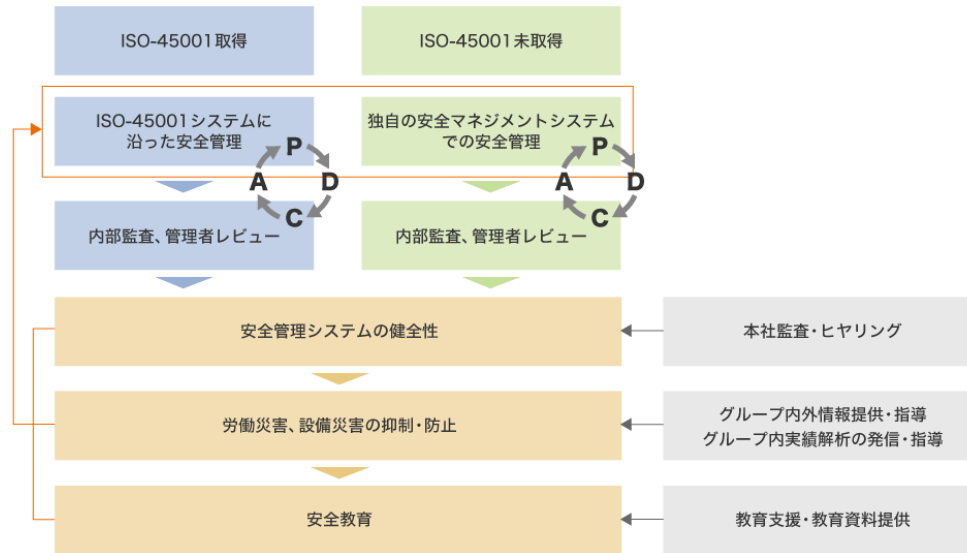 ISO-45001取得
ISO-45001未取得
ISO-45001システムに
沿った安全管理
独自の安全マネジメントシステム
での安全管理
P
A
D
C
P
A
D
C
内部監査、管理者レビュー
内部監査、管理者レビュー
安全管理システムの健全性
本社監査・ヒヤリング
労働災害、設備災害の抑制・防止
グループ内外情報提供・指導
グループ内実績解析の発信・指導
安全教育
教育支援・教育資料提供